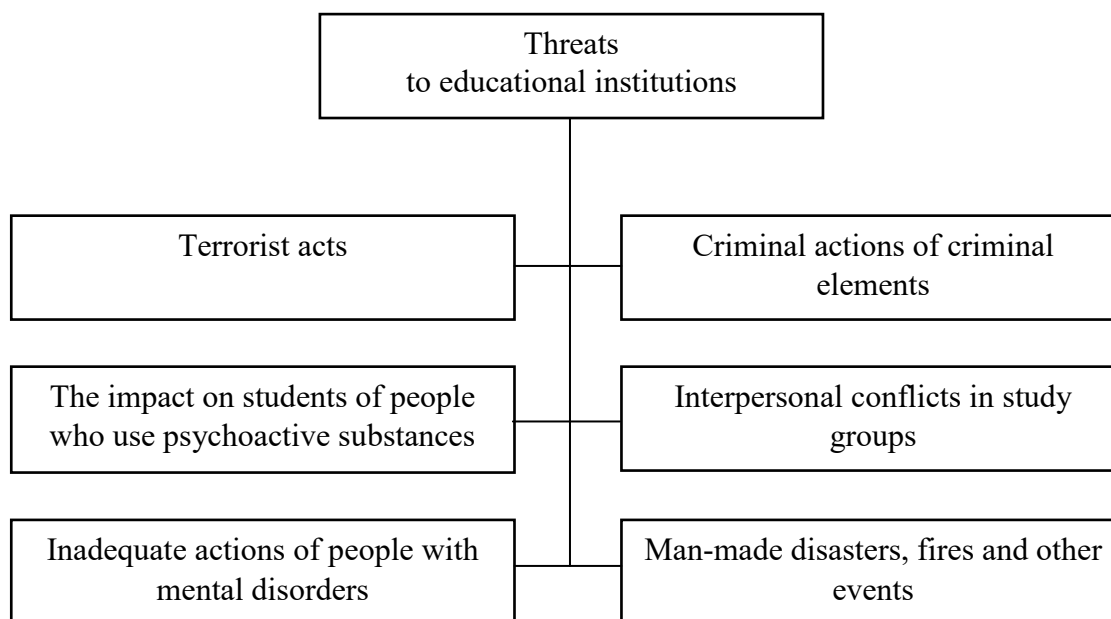 Threats
to educational institutions
Terrorist acts
Criminal actions of criminal
elements
The impact on students of people
who use psychoactive substances
Interpersonal conflicts in study
groups
Inadequate actions of people with
mental disorders
Man-made disasters, fires and other
events